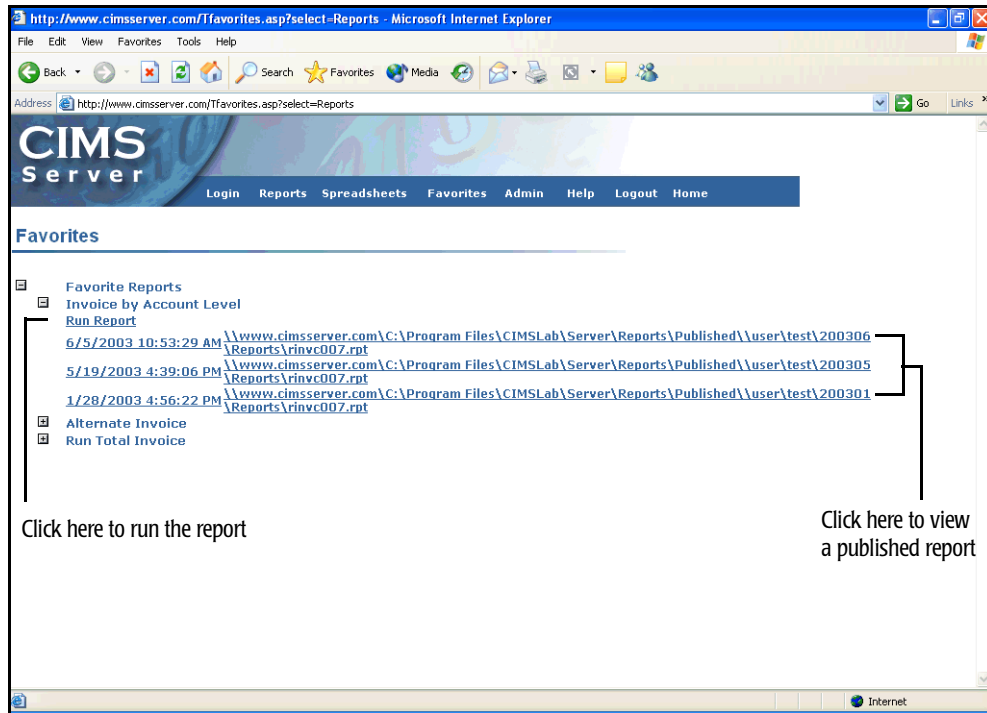 http://www.cimsserver.com/Tfavorites.asp?select=Reports - Microsoft Internet Explorer
File Edit View Favorites Tools Help
Back Search Favorites Media
Address http://www.cimsserver.com/Tfavorites.asp?select=Reports Go Links »
CIMS
Server
Login Reports Spreadsheets Favorites Admin Help Logout Home
Favorites
Favorite Reports
Invoice by Account Level
Run Report
6/5/2003 10:53:29 AM \\www.cimsserver.com\C:\Program Files\CIMSLab\Server\Reports\Published\\user\test\200306
\Reports\rinvc007.rpt
5/19/2003 4:39:06 PM \\www.cimsserver.com\C:\Program Files\CIMSLab\Server\Reports\Published\\user\test\200305
\Reports\rinvc007.rpt
1/28/2003 4:56:22 PM \\www.cimsserver.com\C:\Program Files\CIMSLab\Server\Reports\Published\\user\test\200301
\Reports\rinvc007.rpt
Alternate Invoice
Run Total Invoice
Click here to run the report
Click here to view
a published report
Internet